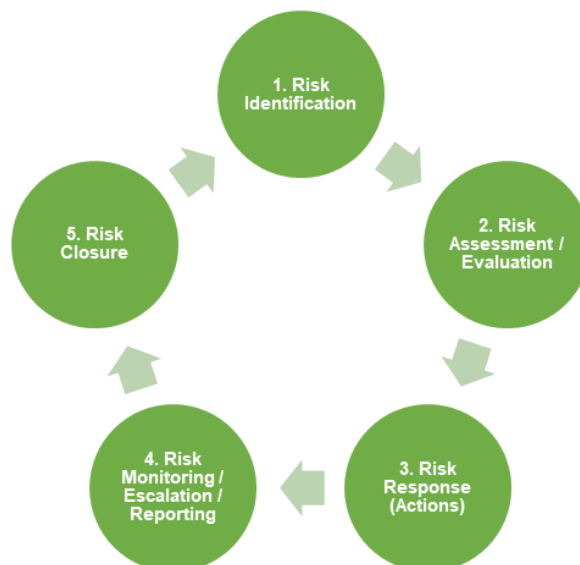 1. Risk
Identification
2. Risk
Assessment /
Evaluation
3. Risk
Response
(Actions)
4. Risk
Monitoring /
Escalation /
Reporting
5. Risk
Closure